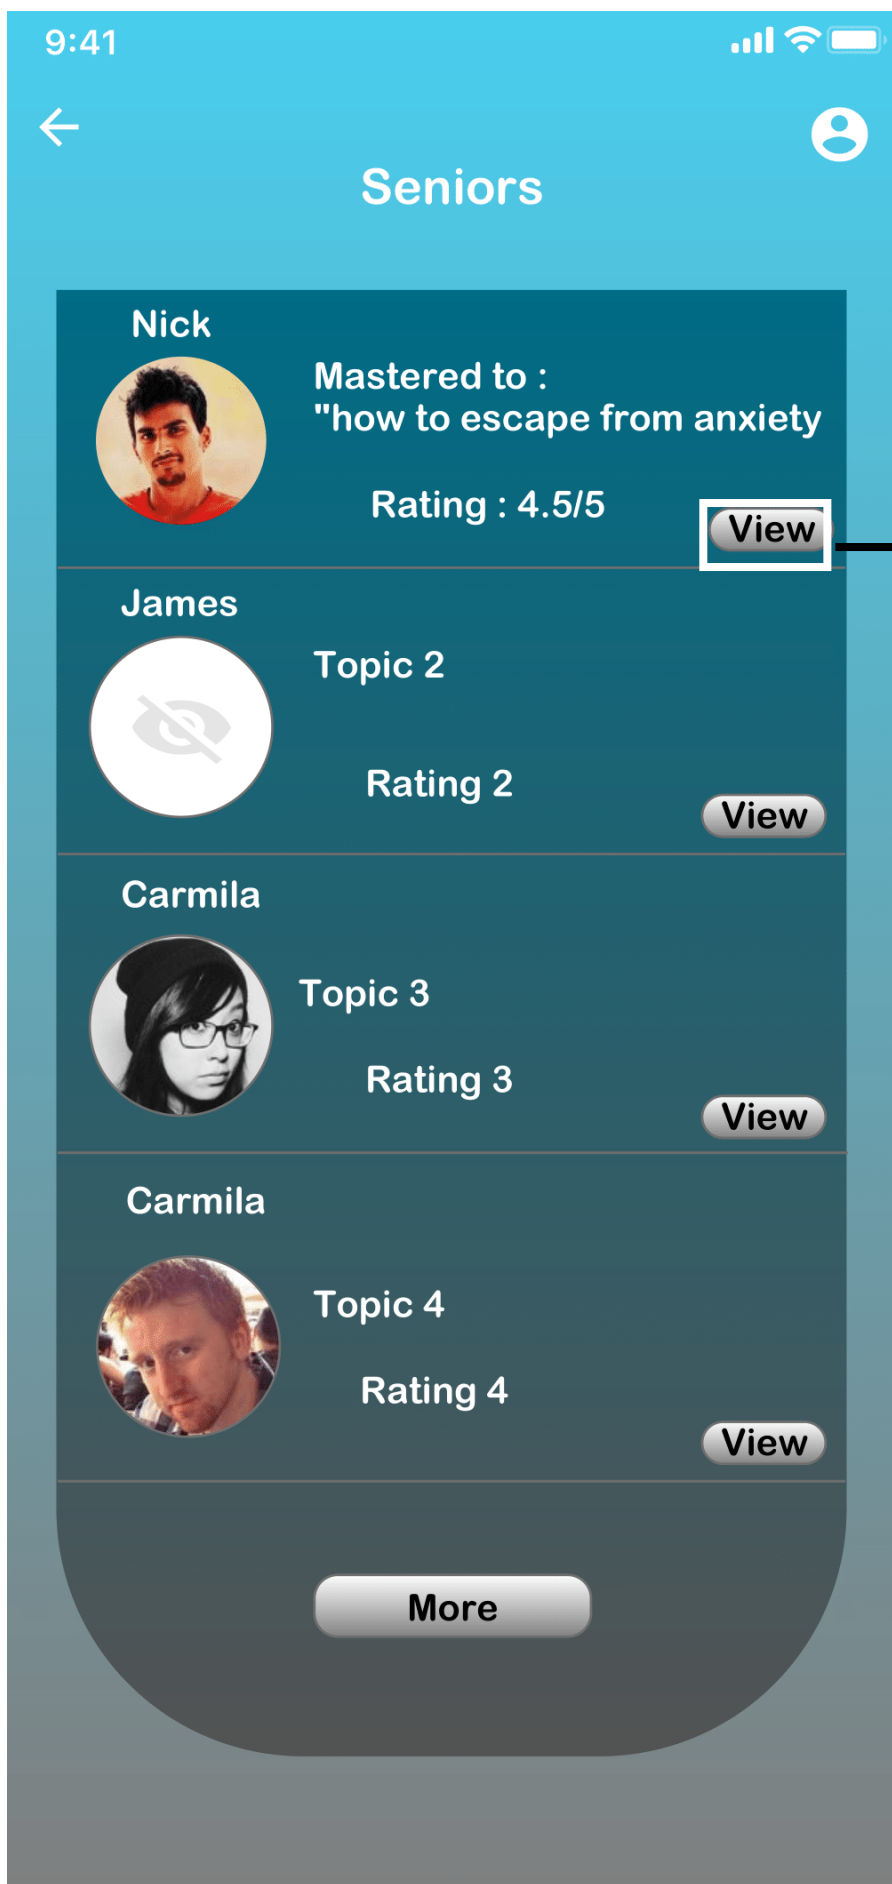 9:41
Seniors
Nick
Mastered to :
"how to escape from anxiety
Rating : 4.5/5
View
James
Topic 2
Rating 2
View
Carmila
Topic 3
Rating 3
View
Carmila
Topic 4
Rating 4
View
More